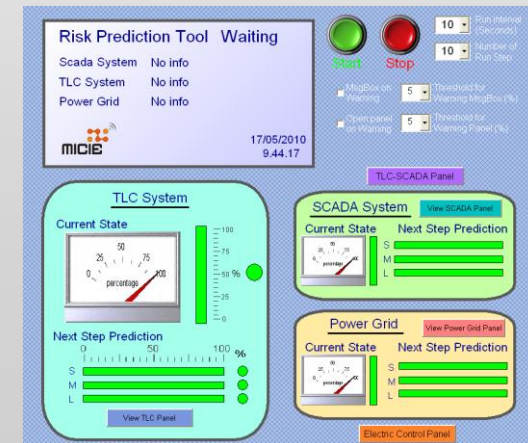 Risk Prediction Tool Waiting
Scada System No info
TLC System No info
Power Grid No info
MICIE
17/05/2010
9.44.17
Start
Stop
10
Run interval
(Seconds)
10
Number of
Run Step
MsgBox on
Warning
5
Threshold for
Warning MsgBox (%)
Open panel
on Warning
5
Threshold for
Warning Panel (%)
TLC-SCADA Panel
TLC System
Current State
0
25
50
75
100
percentage
100
75
50
25
0
%
Next Step Prediction
0 50 100 %
S
M
L
View TLC Panel
SCADA System
View SCADA Panel
Current State
Next Step Prediction
percentage
S
M
L
Power Grid
View Power Grid Panel
Current State
Next Step Prediction
percentage
S
M
L
Electric Control Panel